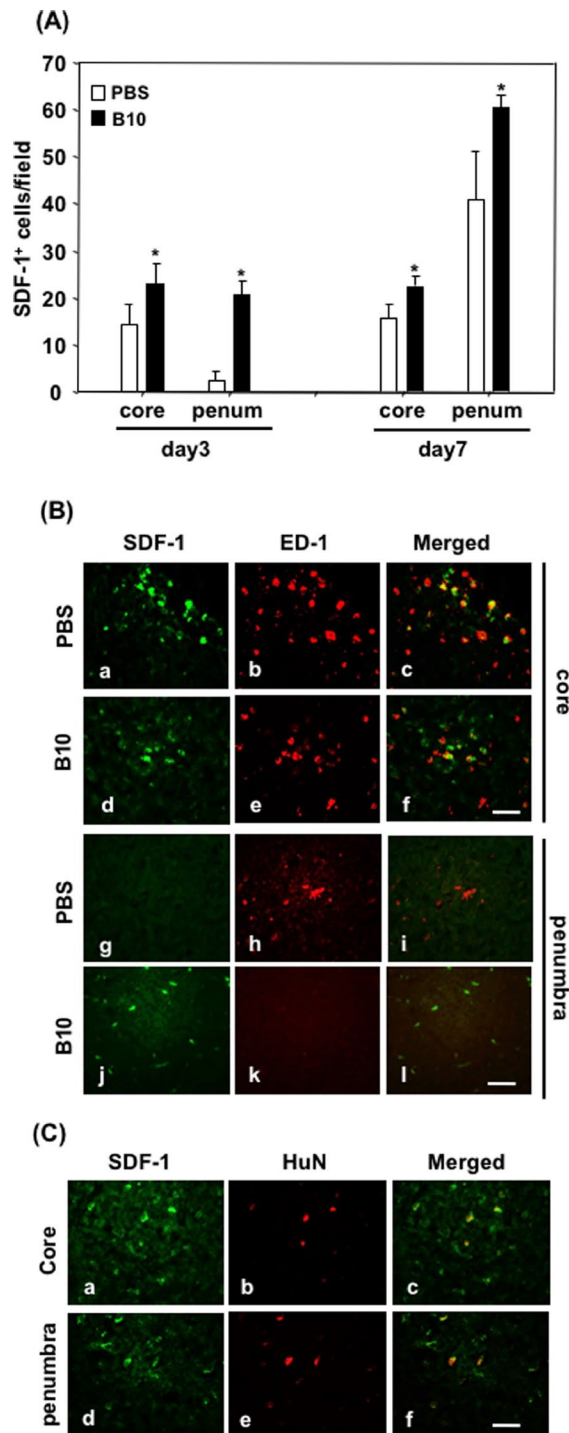 (A)
70
60
50
40
30
20
10
0
SDF-1⁺ cells/field
PBS
B10
*
*
*
*
core penum core penum
day3 day7
(B)
SDF-1 ED-1 Merged
PBS
a b c
B10
d e f
core
PBS
g h i
B10
j k l
penumbra
(C)
SDF-1 HuN Merged
Core
a b c
penumbra
d e f